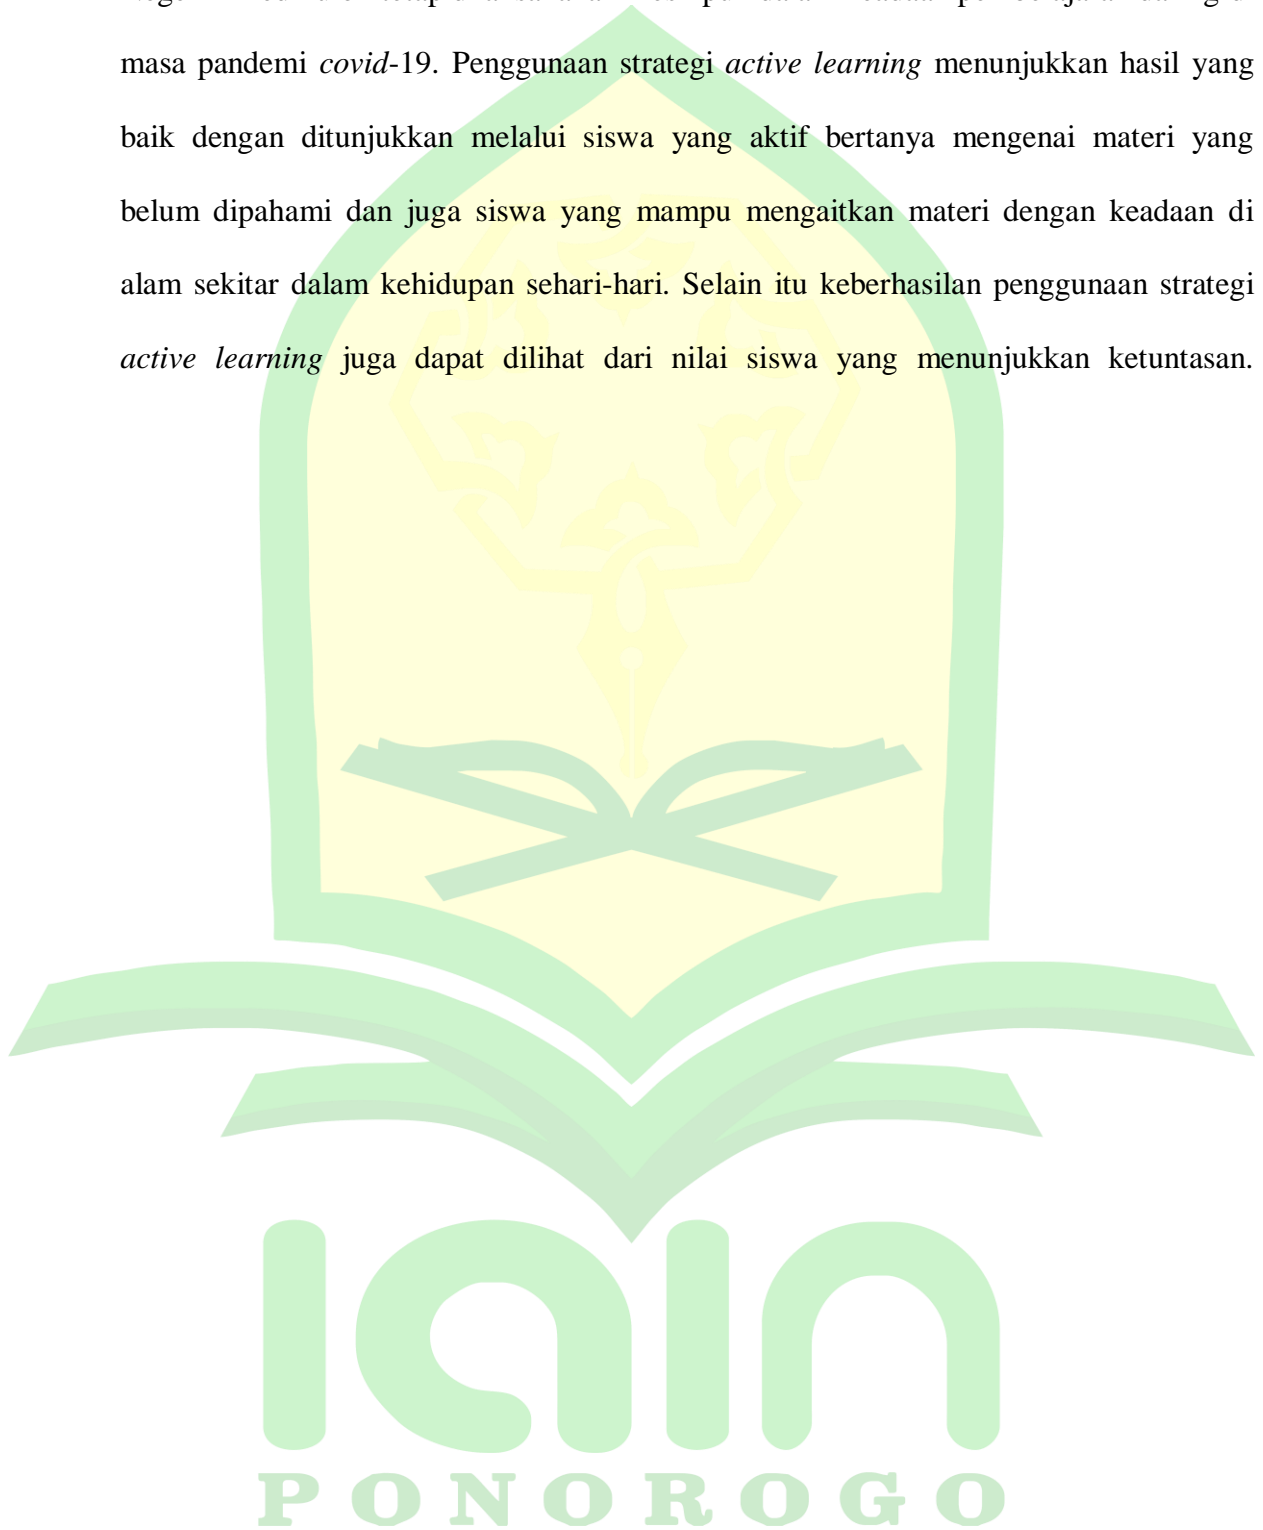 masa pandemi covid-19. Penggunaan strategi active learning menunjukkan hasil yang
baik dengan ditunjukkan melalui siswa yang aktif bertanya mengenai materi yang
belum dipahami dan juga siswa yang mampu mengaitkan materi dengan keadaan di
alam sekitar dalam kehidupan sehari-hari. Selain itu keberhasilan penggunaan strategi
active learning juga dapat dilihat dari nilai siswa yang menunjukkan ketuntasan.
IAIN
PONOROGO